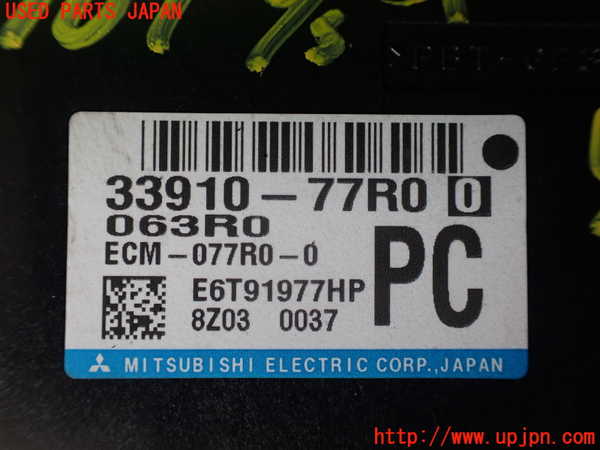 USED PARTS JAPAN
33910-77R0 0
063R0
ECM-077R0-0
PC
E6T91977HP
8Z03 0037
MITSUBISHI ELECTRIC CORP.,JAPAN
http://www.upjpn.com